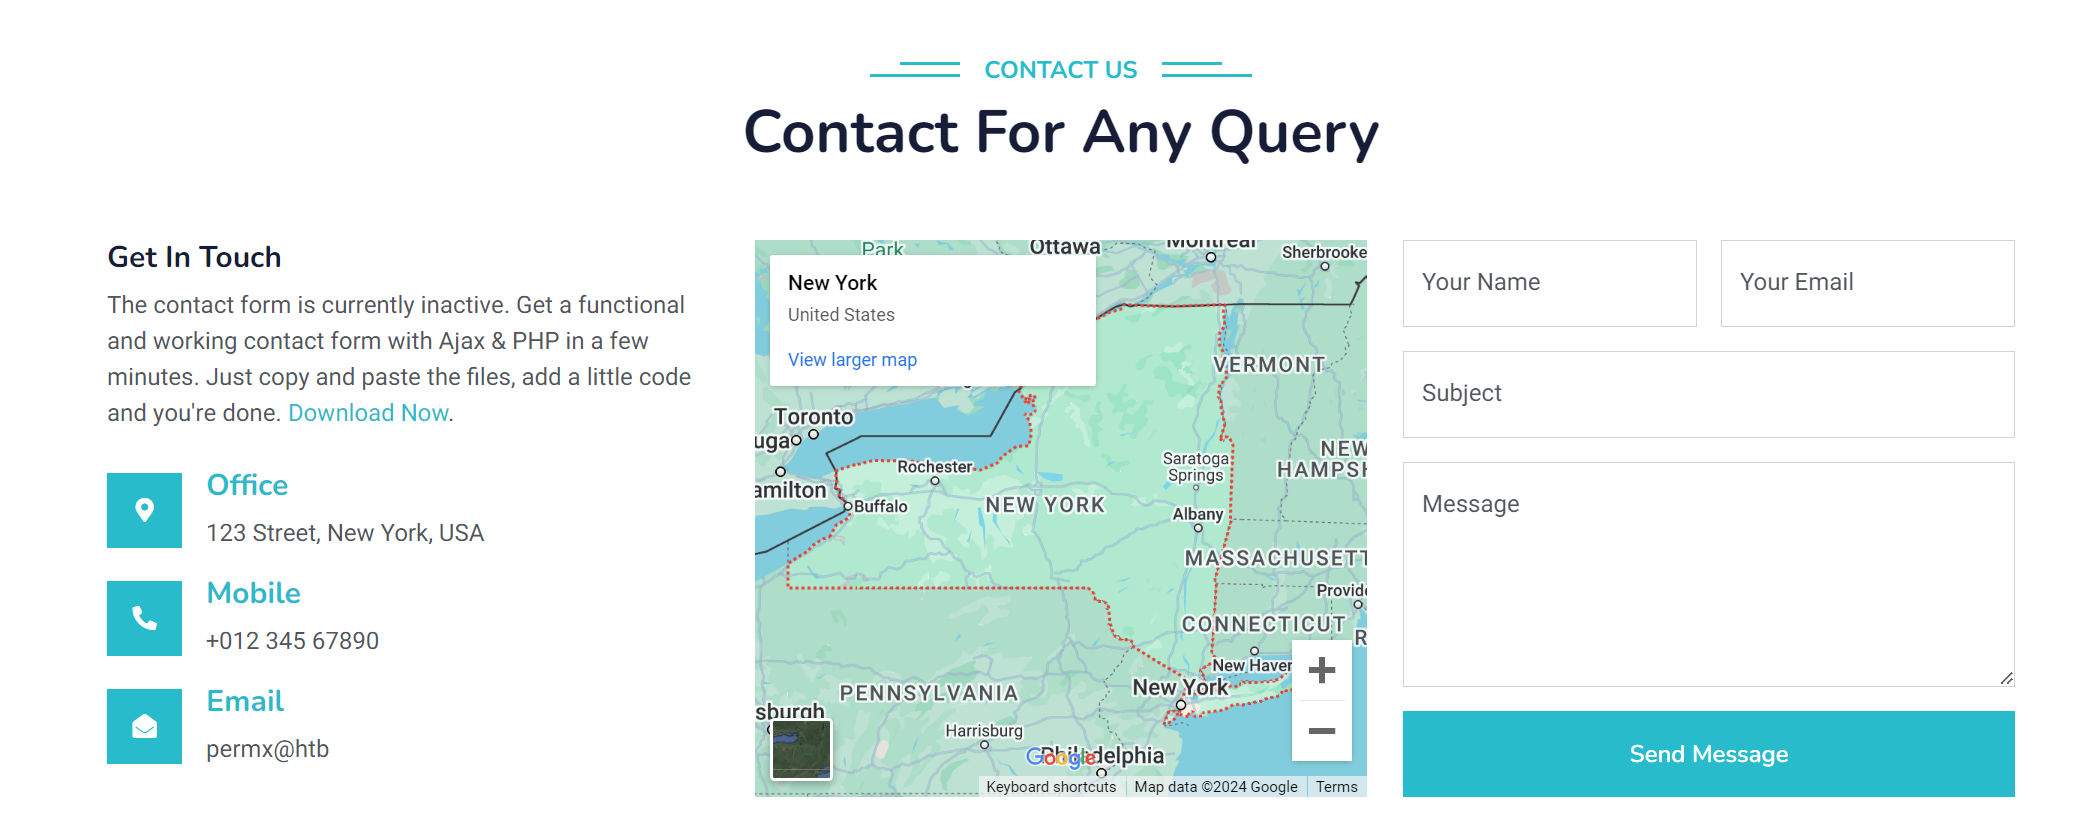 CONTACT US
Contact For Any Query
Get In Touch
The contact form is currently inactive. Get a functional
and working contact form with Ajax & PHP in a few
minutes. Just copy and paste the files, add a little code
and you're done. Download Now.
Office
123 Street, New York, USA
Mobile
+012 345 67890
Email
permx@htb
Park
Ottawa
Montreal
Sherbrooke
New York
United States
View larger map
VERMONT
Toronto
uga
amilton
Rochester
Buffalo
NEW YORK
Saratoga
Springs
Albany
NEW
HAMPSH
MASSACHUSETT
Provide
CONNECTICUT
R
New Haven
New York
PENNSYLVANIA
sburgh
Harrisburg
Philadelphia
Google
Keyboard shortcuts
Map data ©2024 Google
Terms
Your Name
Your Email
Subject
Message
Send Message